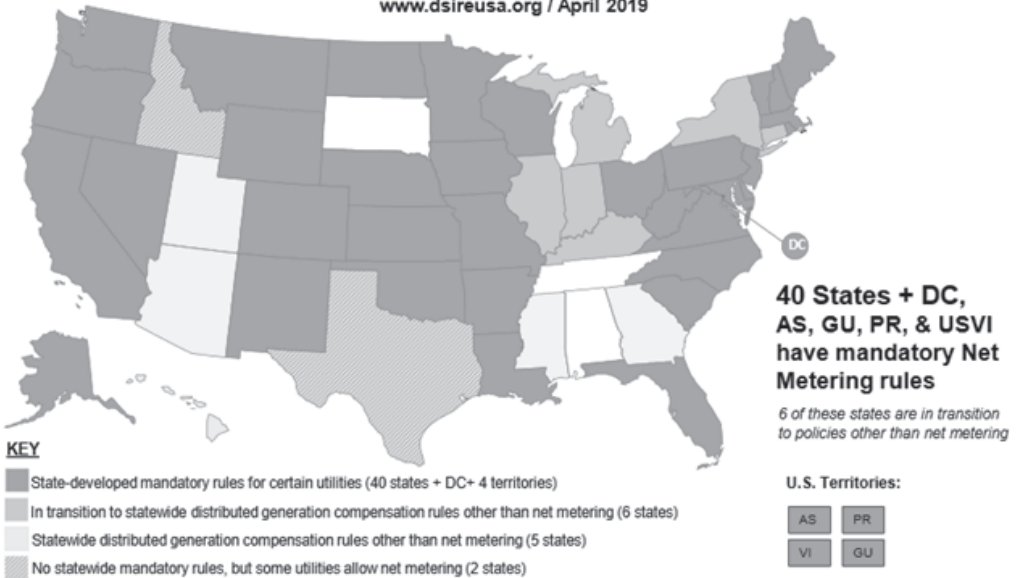 www.dsireusa.org / April 2019
DC
40 States + DC,
AS, GU, PR, & USVI
have mandatory Net
Metering rules
6 of these states are in transition
to policies other than net metering
KEY
State-developed mandatory rules for certain utilities (40 states + DC+ 4 territories)
In transition to statewide distributed generation compensation rules other than net metering (6 states)
Statewide distributed generation compensation rules other than net metering (5 states)
No statewide mandatory rules, but some utilities allow net metering (2 states)
U.S. Territories:
AS PR
VI GU